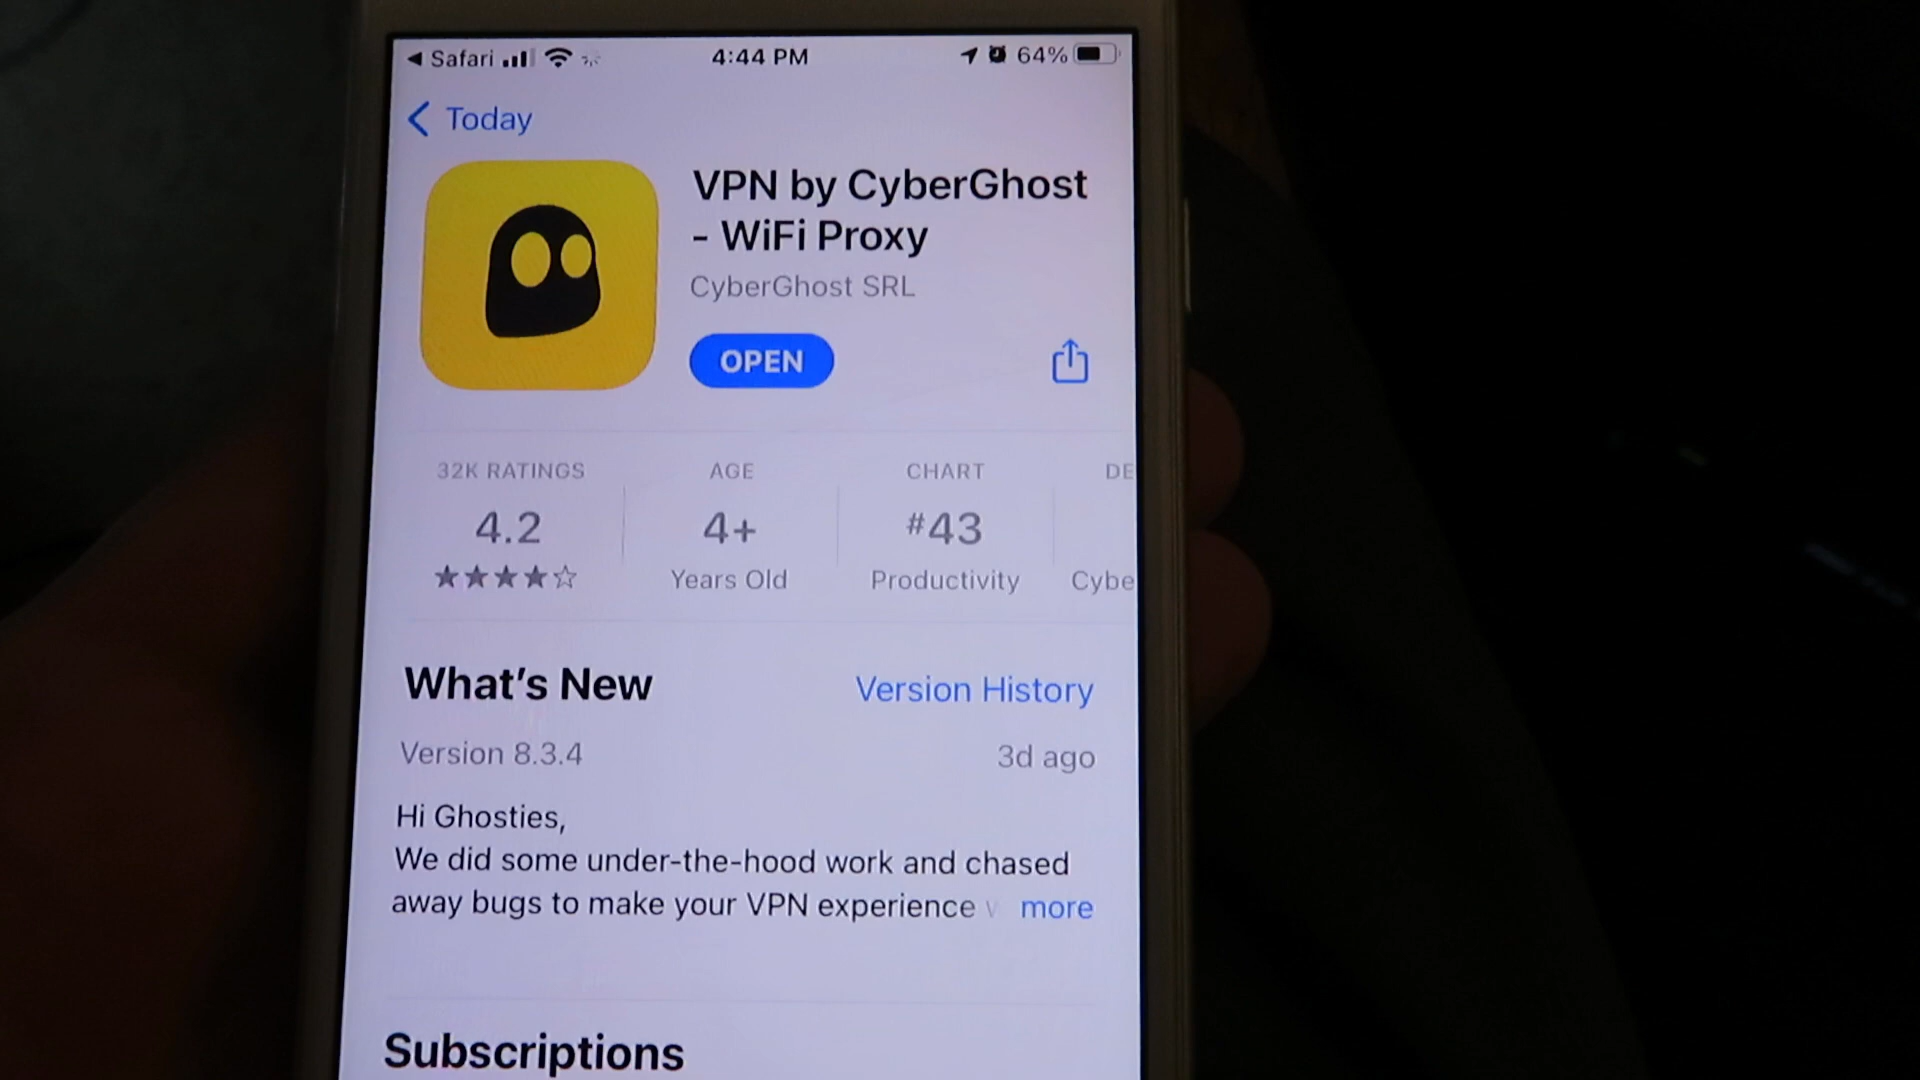 Safari 4:44 PM 64%
Today
VPN by CyberGhost
- WiFi Proxy
CyberGhost SRL
OPEN
32K RATINGS AGE CHART DE
4.2 4+ #43
Years Old Productivity Cybe
What's New Version History
Version 8.3.4 3d ago
Hi Ghosties,
We did some under-the-hood work and chased
away bugs to make your VPN experience more
Subscriptions